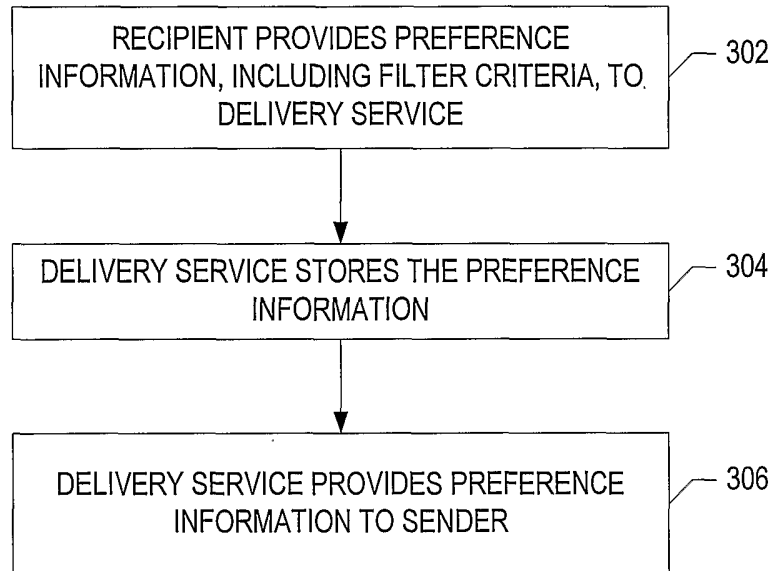 RECIPIENT PROVIDES PREFERENCE
INFORMATION, INCLUDING FILTER CRITERIA, TO
DELIVERY SERVICE
302
DELIVERY SERVICE STORES THE PREFERENCE
INFORMATION
304
DELIVERY SERVICE PROVIDES PREFERENCE
INFORMATION TO SENDER
306